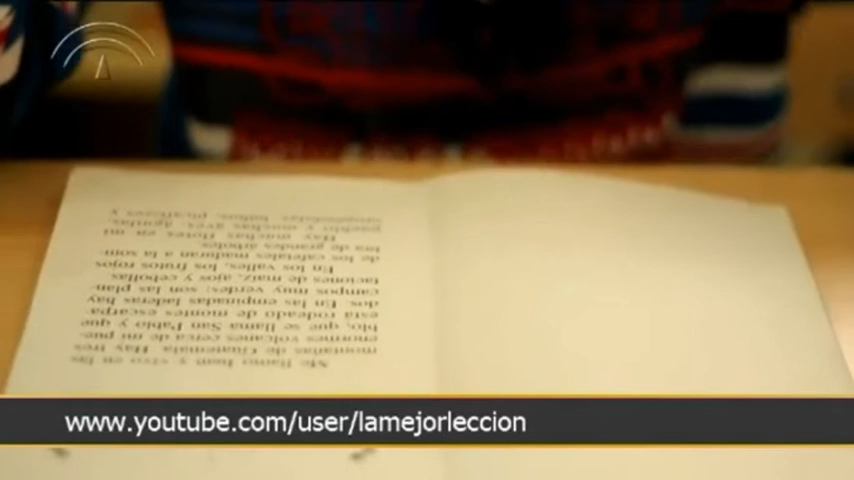 Me llamo Juan y vivo en las
montañas de Guatemala. Hay tres
enormes volcanes cerca de mi pue-
blo, que se llama San Pablo y que
está rodeado de montes escarpa-
dos. En las empinadas laderas hay
campos muy verdes: son las plan-
taciones de maíz, ajos y cebollas.
En los valles, los frutos rojos
de los cafetales maduran a la som-
bra de grandes árboles.
Hay muchas flores en mi
pueblo y muchas aves: águilas,
búhos, picaflores y
www.youtube.com/user/lamejorleccion